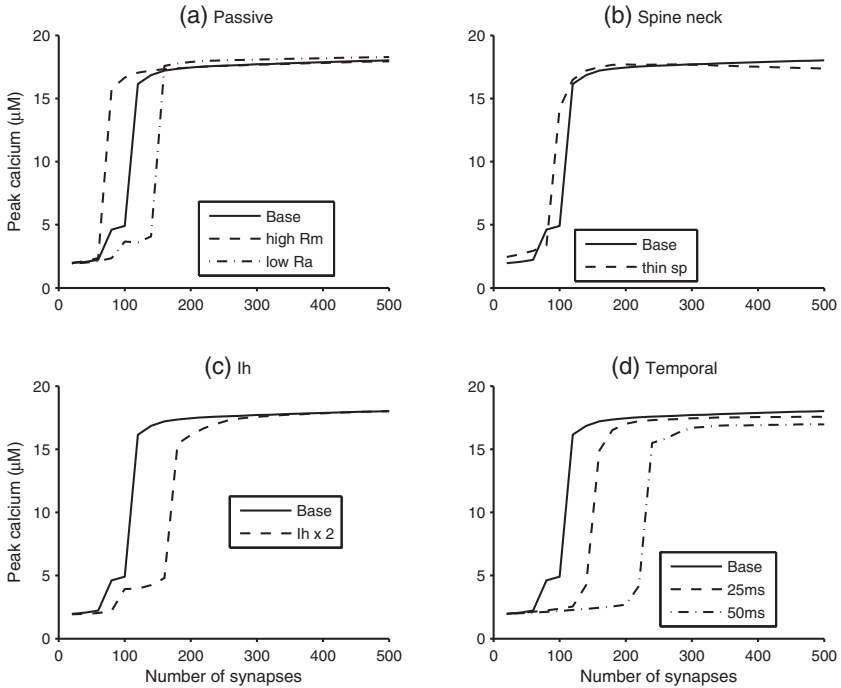 (a) Passive
20
15
10
5
0
Peak calcium (μM)
Base
high Rm
low Ra
0 100 200 300 400 500
(b) Spine neck
20
15
10
5
0
Base
thin sp
0 100 200 300 400 500
(c) Ih
20
15
10
5
0
Peak calcium (μM)
Base
Ih x 2
0 100 200 300 400 500
Number of synapses
(d) Temporal
20
15
10
5
0
Base
25ms
50ms
0 100 200 300 400 500
Number of synapses